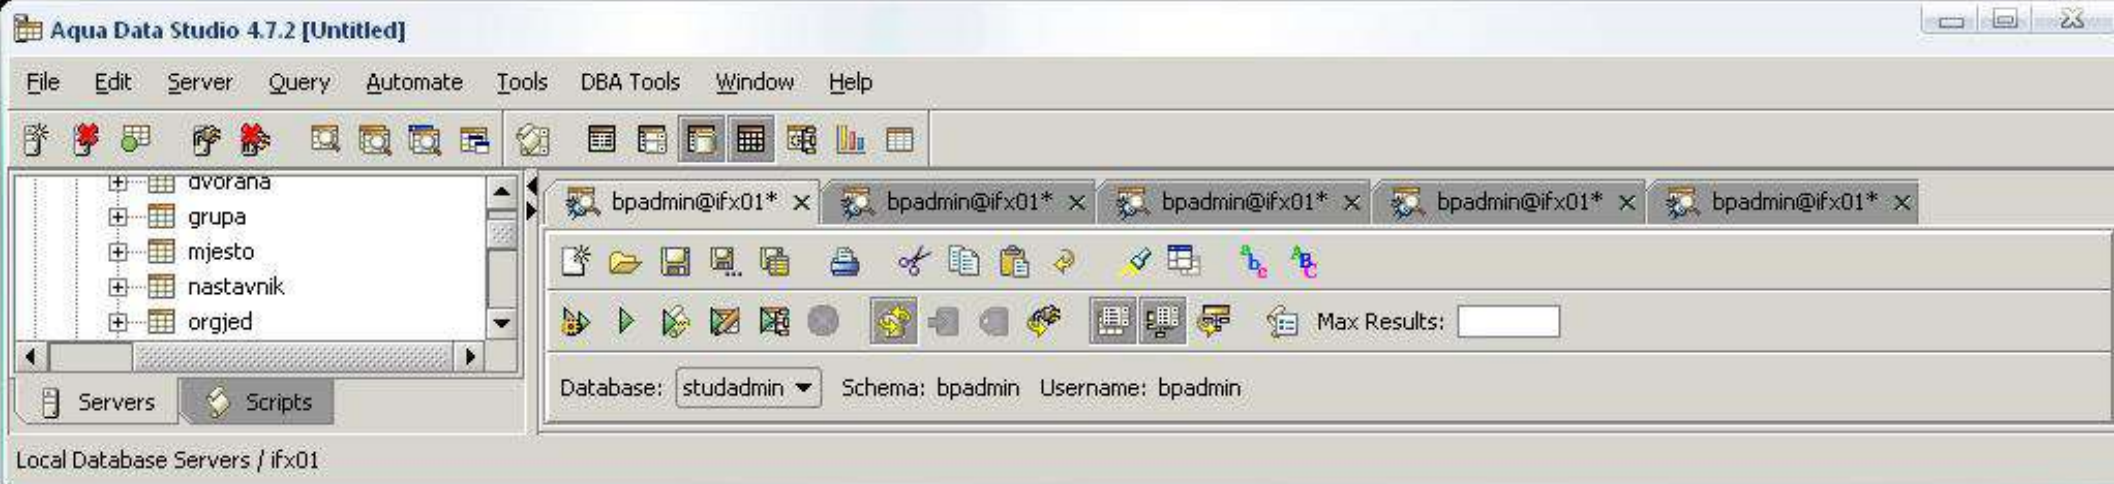 Aqua Data Studio 4.7.2 [Untitled]
File Edit Server Query Automate Tools DBA Tools Window Help
dvorana
grupa
mjesto
nastavnik
orgjed
Servers Scripts
bpadmin@ifx01* bpadmin@ifx01* bpadmin@ifx01* bpadmin@ifx01* bpadmin@ifx01*
Max Results:
Database: studadmin Schema: bpadmin Username: bpadmin
Local Database Servers / ifx01